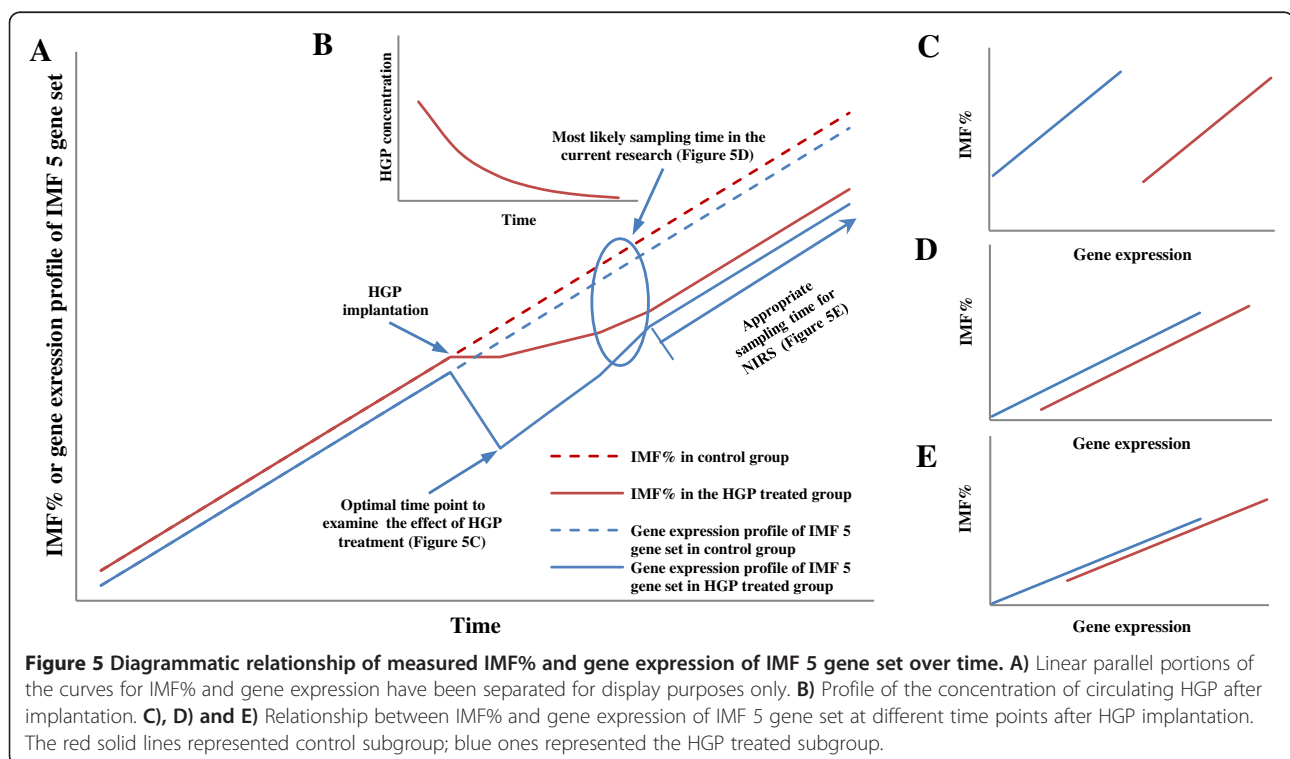 A
B
C
IMF% or gene exression profile of IMF 5 gene set
HGP concentration
Time
Most likely sampling time in the
current research (Figure 5D)
HGP
implantation
Appropriate
sampling time for
NIRS (Figure 5E)
Optimal time point to
examine the effect of HGP
treatment (Figure 5C)
IMF% in control group
IMF% in the HGP treated group
Gene expression profile of IMF 5
gene set in control group
Gene expression profile of IMF 5
gene set in HGP treated group
Time
IMF%
Gene expression
D
IMF%
Gene expression
E
IMF%
Gene expression
Figure 5 Diagrammatic relationship of measured IMF% and gene expression of IMF 5 gene set over time. A) Linear parallel portions of
the curves for IMF% and gene expression have been separated for display purposes only. B) Profile of the concentration of circulating HGP after
implantation. C), D) and E) Relationship between IMF% and gene expression of IMF 5 gene set at different time points after HGP implantation.
The red solid lines represented control subgroup; blue ones represented the HGP treated subgroup.